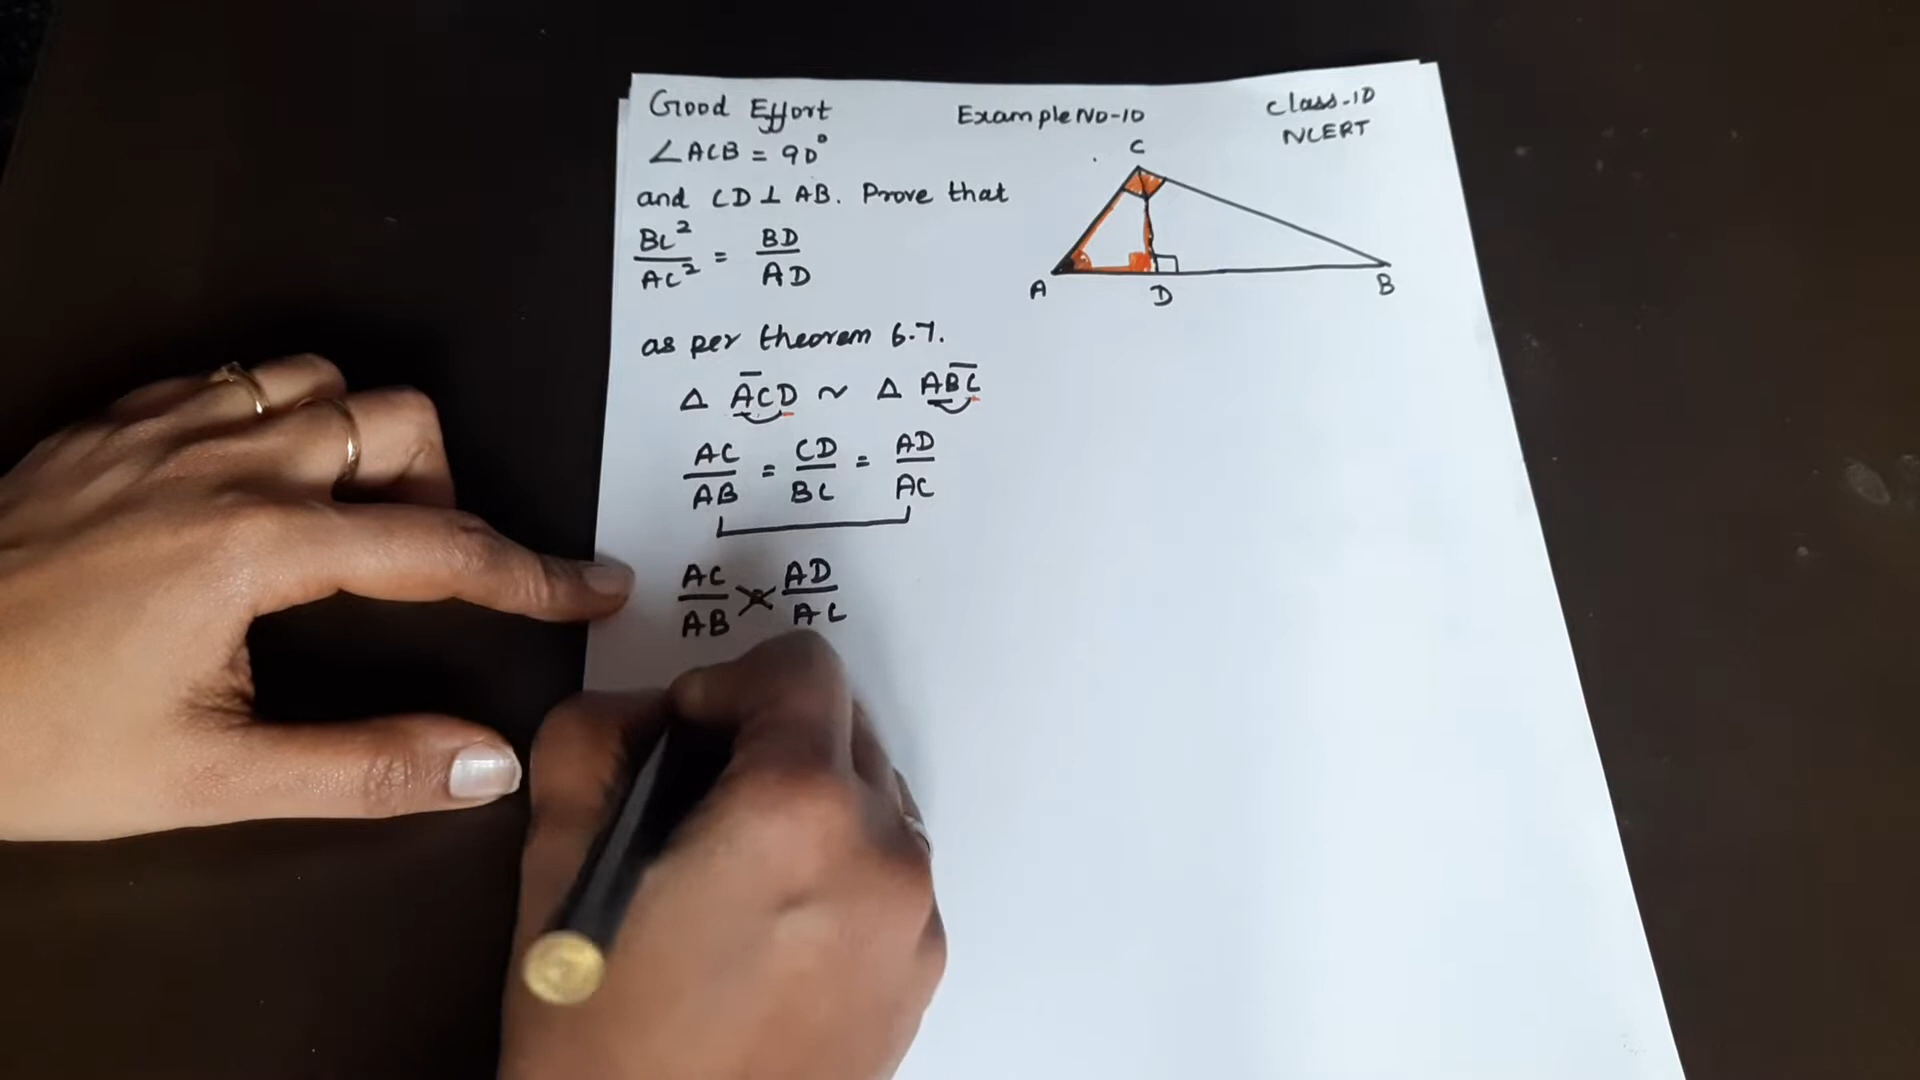 Good Effort
Example No-10
Class-10
NCERT
∠ACB = 90°
and CD ⊥ AB. Prove that
BC²/AC² = BD/AD
C
A
D
B
as per theorem 6.7.
△ ACD ~ △ ABC
AC/AB = CD/BC = AD/AC
AC/AB × AD/AC